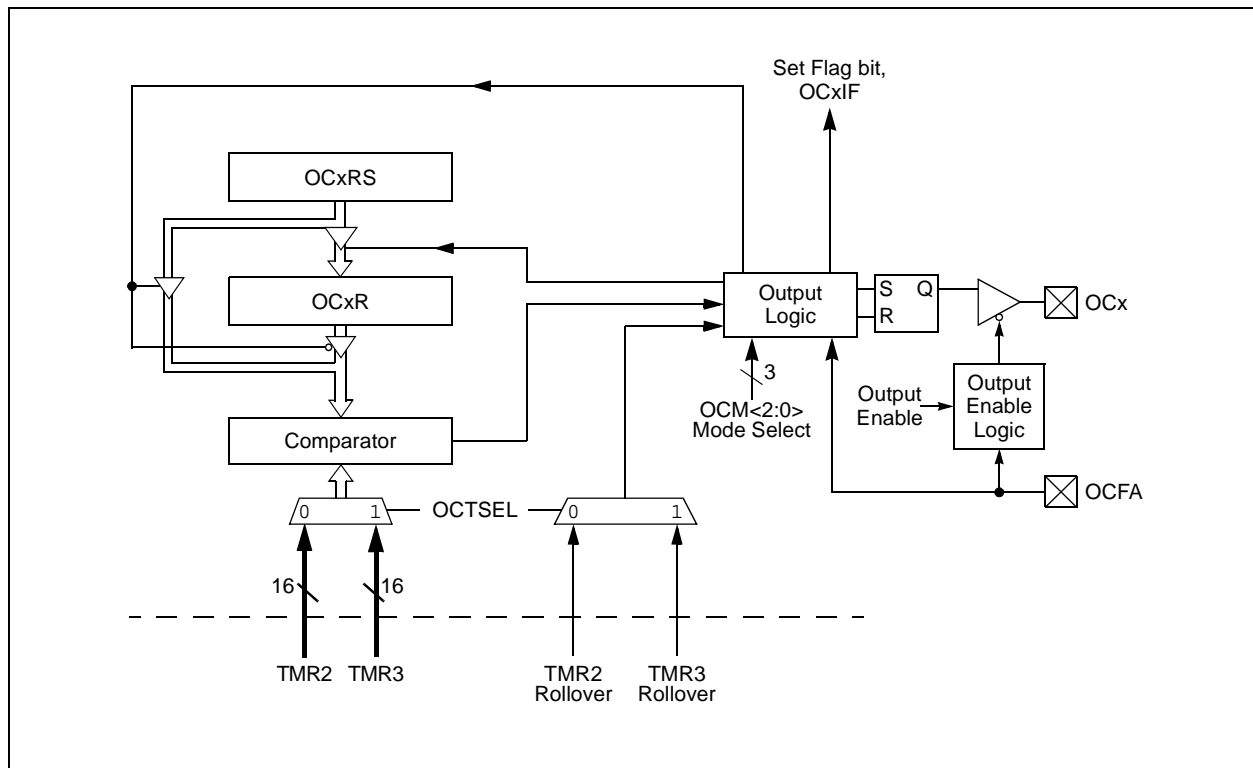 Set Flag bit,
OCxIF
OCxRS
OCxR
Output
Logic
S Q
R
OCx
3
OCM<2:0>
Mode Select
Output
Enable
Output
Enable
Logic
Comparator
OCFA
0 1
OCTSEL
0 1
16
16
TMR2
TMR3
TMR2
Rollover
TMR3
Rollover